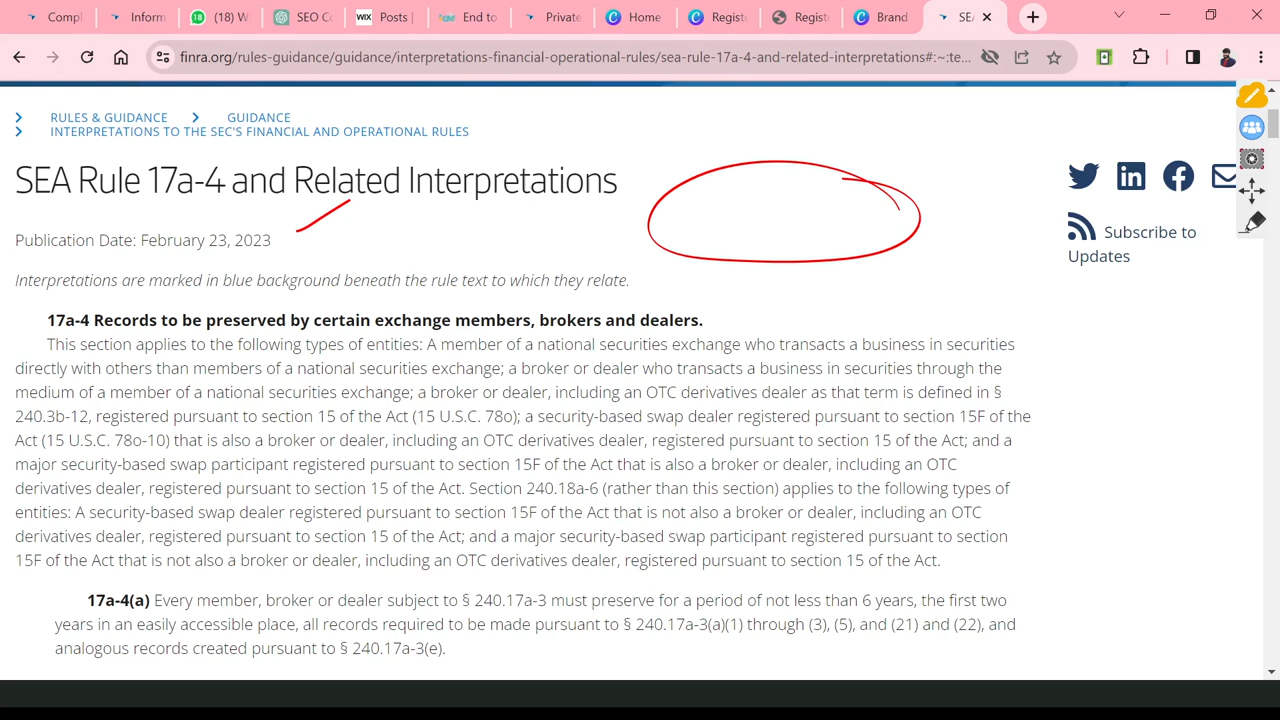 Compl
Inform
(18) W
SEO Co
WIX Posts |
End to
Private
Home
Registe
Registe
Brand
SEA
finra.org/rules-guidance/guidance/interpretations-financial-operational-rules/sea-rule-17a-4-and-related-interpretations#:~:te...
RULES & GUIDANCE GUIDANCE
INTERPRETATIONS TO THE SEC'S FINANCIAL AND OPERATIONAL RULES
SEA Rule 17a-4 and Related Interpretations
Publication Date: February 23, 2023
Subscribe to
Updates
Interpretations are marked in blue background beneath the rule text to which they relate.
17a-4 Records to be preserved by certain exchange members, brokers and dealers.
This section applies to the following types of entities: A member of a national securities exchange who transacts a business in securities
directly with others than members of a national securities exchange; a broker or dealer who transacts a business in securities through the
medium of a member of a national securities exchange; a broker or dealer, including an OTC derivatives dealer as that term is defined in §
240.3b-12, registered pursuant to section 15 of the Act (15 U.S.C. 78o); a security-based swap dealer registered pursuant to section 15F of the
Act (15 U.S.C. 78o-10) that is also a broker or dealer, including an OTC derivatives dealer, registered pursuant to section 15 of the Act; and a
major security-based swap participant registered pursuant to section 15F of the Act that is also a broker or dealer, including an OTC
derivatives dealer, registered pursuant to section 15 of the Act. Section 240.18a-6 (rather than this section) applies to the following types of
entities: A security-based swap dealer registered pursuant to section 15F of the Act that is not also a broker or dealer, including an OTC
derivatives dealer, registered pursuant to section 15 of the Act; and a major security-based swap participant registered pursuant to section
15F of the Act that is not also a broker or dealer, including an OTC derivatives dealer, registered pursuant to section 15 of the Act.
17a-4(a) Every member, broker or dealer subject to § 240.17a-3 must preserve for a period of not less than 6 years, the first two
years in an easily accessible place, all records required to be made pursuant to § 240.17a-3(a)(1) through (3), (5), and (21) and (22), and
analogous records created pursuant to § 240.17a-3(e).